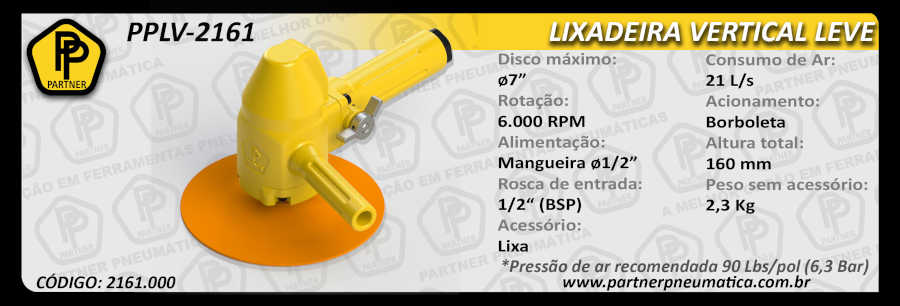 PP
PARTNER
PPLV-2161
LIXADEIRA VERTICAL LEVE
Disco máximo:
ø7”
Rotação:
6.000 RPM
Alimentação:
Mangueira ø1/2”
Rosca de entrada:
1/2“ (BSP)
Acessório:
Lixa
Consumo de Ar:
21 L/s
Acionamento:
Borboleta
Altura total:
160 mm
Peso sem acessório:
2,3 Kg
*Pressão de ar recomendada 90 Lbs/pol (6,3 Bar)
CÓDIGO: 2161.000
www.partnerpneumatica.com.br